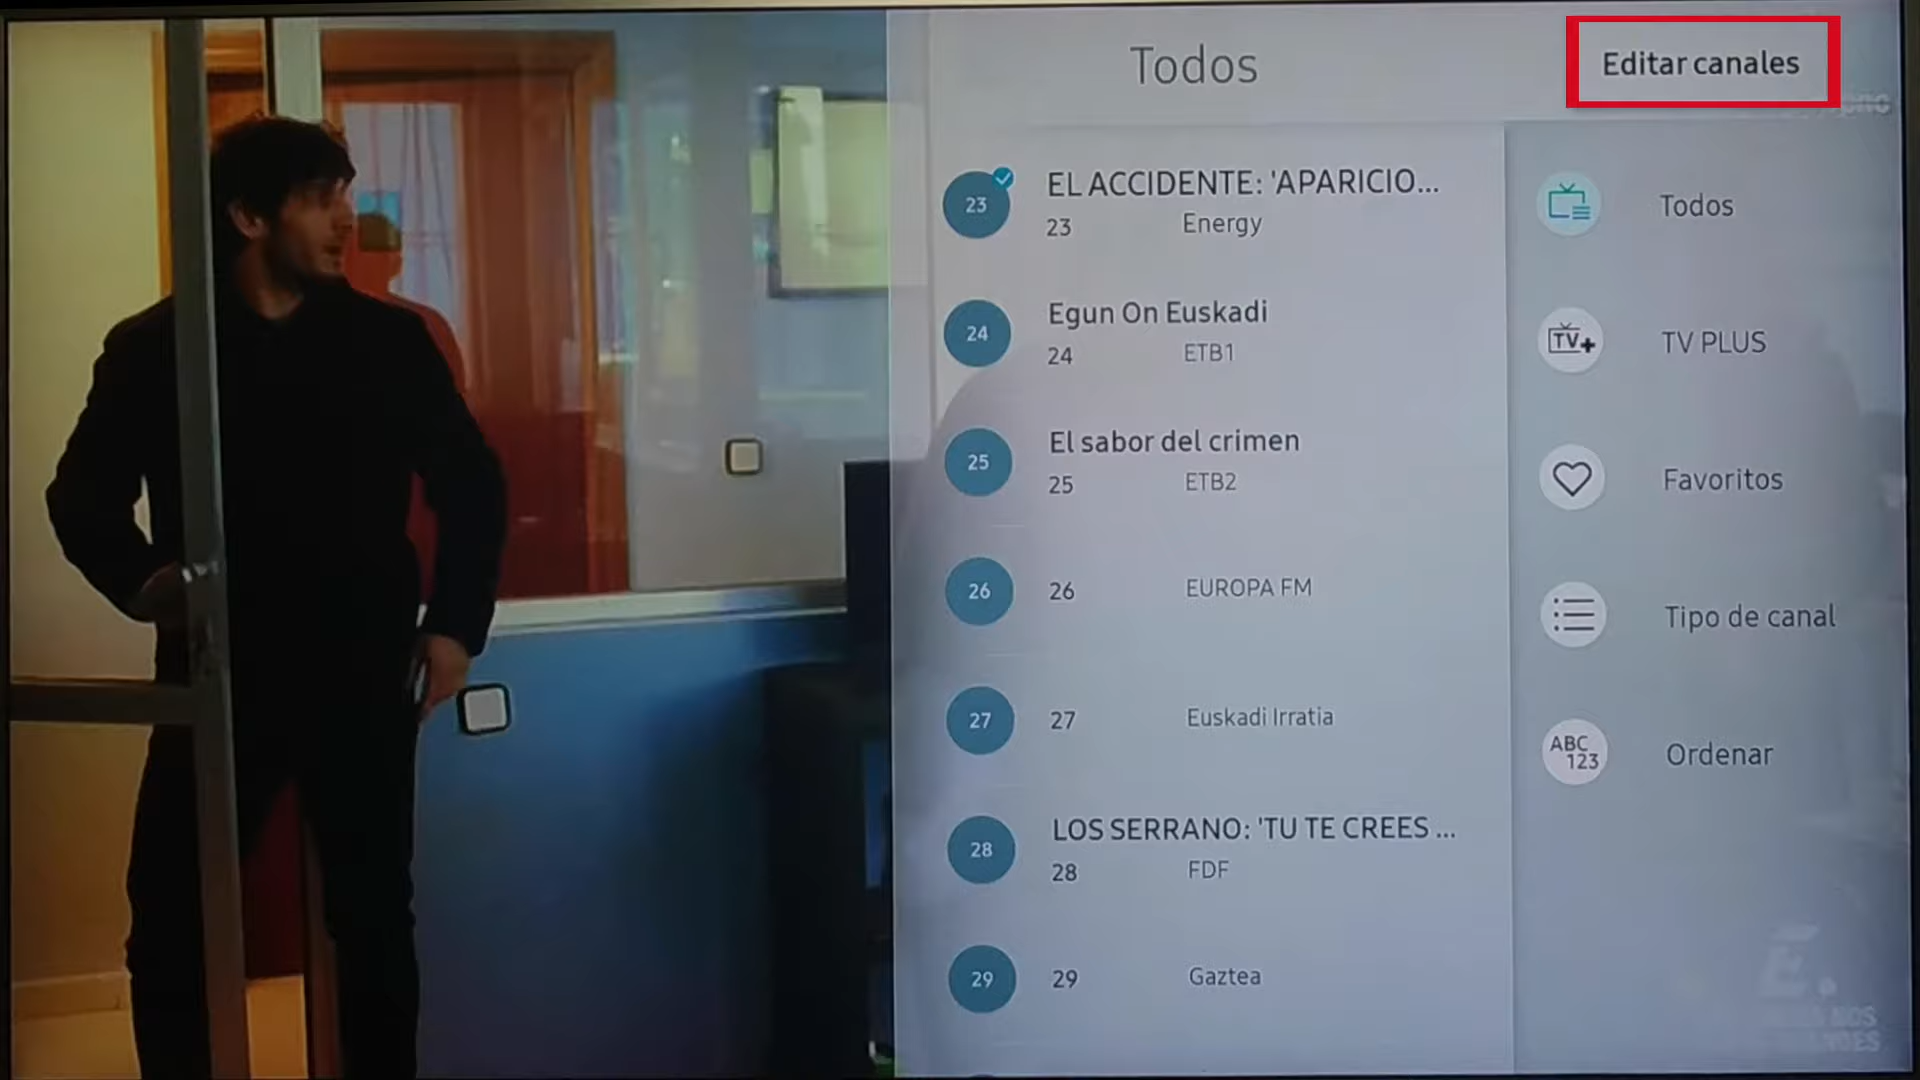 Todos
Editar canales
23
EL ACCIDENTE: 'APARICIO...
23 Energy
24
Egun On Euskadi
24 ETB1
25
El sabor del crimen
25 ETB2
26
26 EUROPA FM
27
27 Euskadi Irratia
28
LOS SERRANO: 'TU TE CREES ...
28 FDF
29
29 Gaztea
Todos
TV+
TV PLUS
Favoritos
Tipo de canal
ABC
123
Ordenar